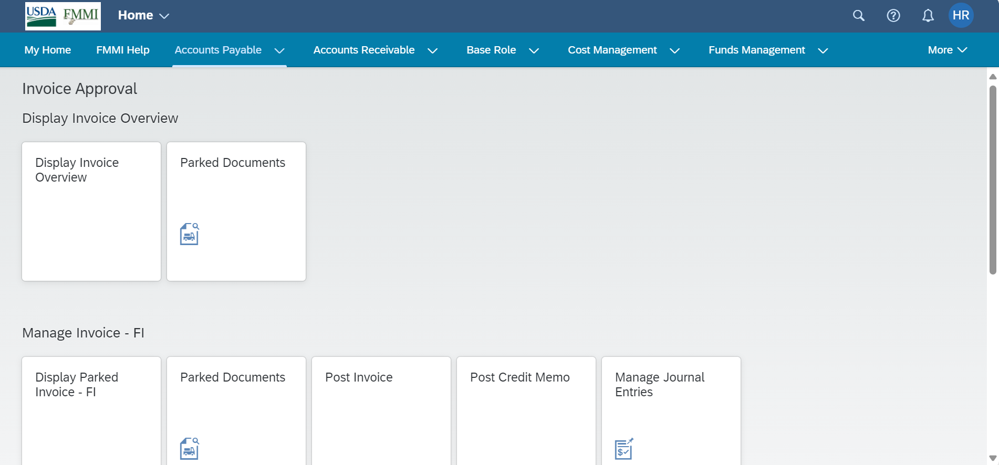 USDA FMMI Home HR
My Home FMMI Help Accounts Payable Accounts Receivable Base Role Cost Management Funds Management More
Invoice Approval
Display Invoice Overview
Display Invoice
Overview
Parked Documents
Manage Invoice - FI
Display Parked
Invoice - FI
Parked Documents
Post Invoice
Post Credit Memo
Manage Journal
Entries